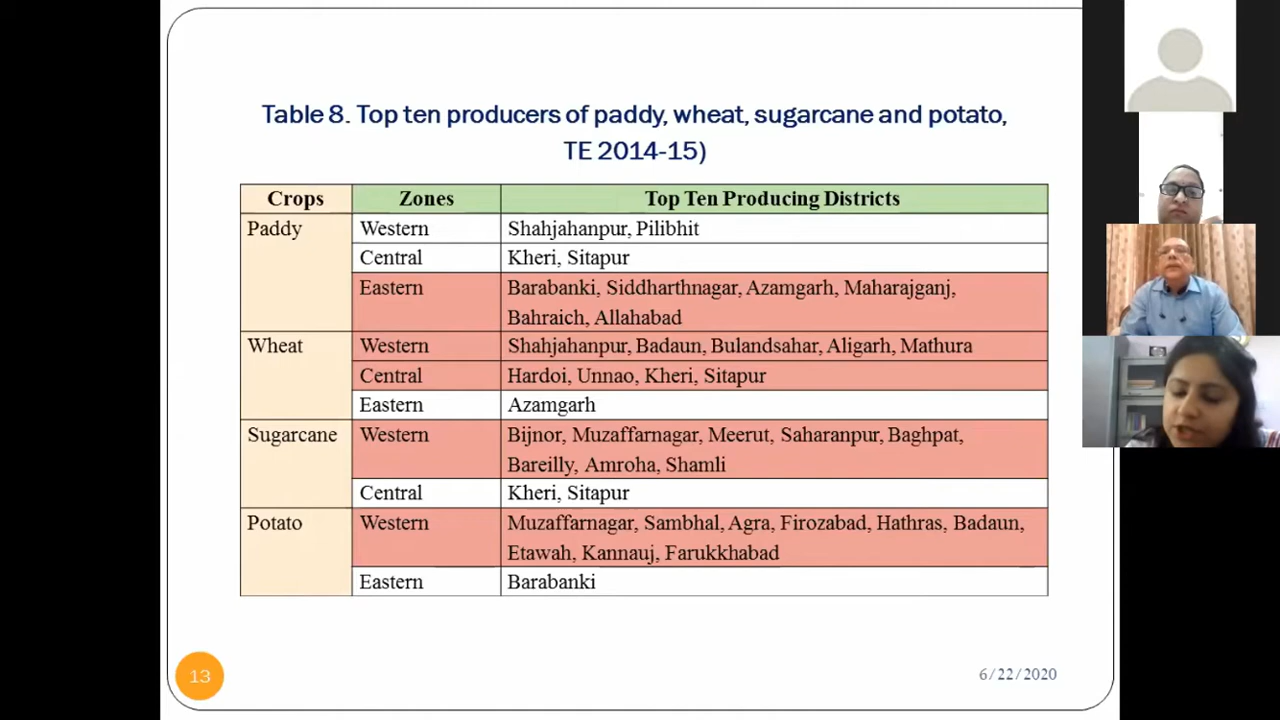 Table 8. Top ten producers of paddy, wheat, sugarcane and potato,
TE 2014-15)
Crops Zones Top Ten Producing Districts
Paddy Western Shahjahanpur, Pilibhit
Central Kheri, Sitapur
Eastern Barabanki, Siddharthnagar, Azamgarh, Maharajganj,
Bahraich, Allahabad
Wheat Western Shahjahanpur, Badaun, Bulandsahar, Aligarh, Mathura
Central Hardoi, Unnao, Kheri, Sitapur
Eastern Azamgarh
Sugarcane Western Bijnor, Muzaffarnagar, Meerut, Saharanpur, Baghpat,
Bareilly, Amroha, Shamli
Central Kheri, Sitapur
Potato Western Muzaffarnagar, Sambhal, Agra, Firozabad, Hathras, Badaun,
Etawah, Kannauj, Farukkhabad
Eastern Barabanki
13 6/22/2020